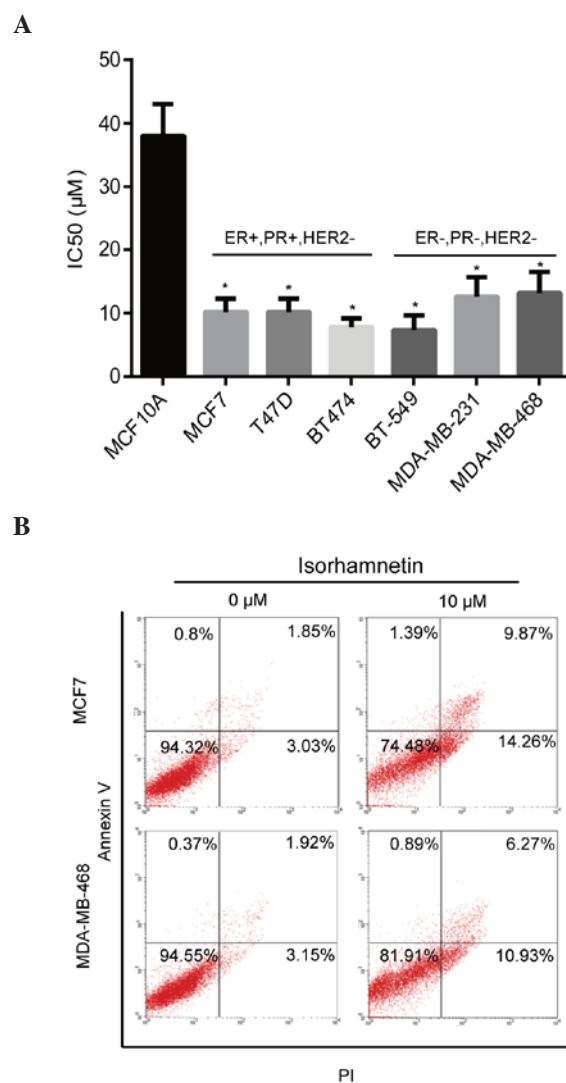 A
50
40
30
20
10
0
IC50 (µM)
ER+,PR+,HER2-
ER-,PR-,HER2-
* * * * * *
MCF10A
MCF7
T47D
BT474
BT-549
MDA-MB-231
MDA-MB-468
B
Isorhamnetin
0 µM
10 µM
MCF7
0.8%
1.85%
94.32%
3.03%
1.39%
9.87%
74.48%
14.26%
Annexin V
MDA-MB-468
0.37%
1.92%
94.55%
3.15%
0.89%
6.27%
81.91%
10.93%
PI